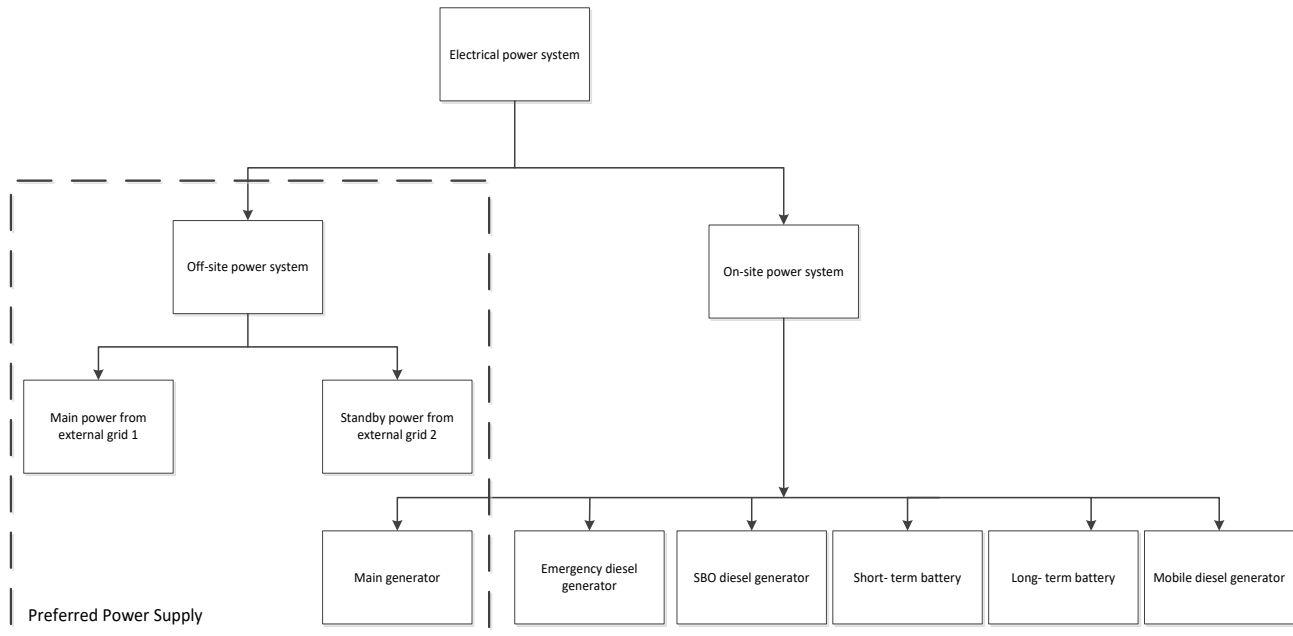 Electrical power system
Off-site power system
On-site power system
Main power from
external grid 1
Standby power from
external grid 2
Main generator
Emergency diesel
generator
SBO diesel generator
Short- term battery
Long- term battery
Mobile diesel generator
Preferred Power Supply